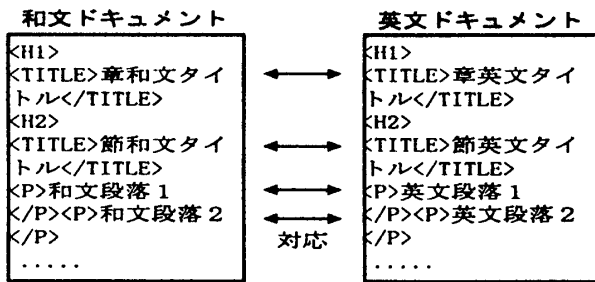 和文ドキュメント
<H1>
<TITLE>章和文タイ
トル</TITLE>
<H2>
<TITLE>節和文タイ
トル</TITLE>
<P>和文段落1
</P><P>和文段落2
</P>
.....
対応
英文ドキュメント
<H1>
<TITLE>章英文タイ
トル</TITLE>
<H2>
<TITLE>節英文タイ
トル</TITLE>
<P>英文段落1
</P><P>英文段落2
</P>
.....